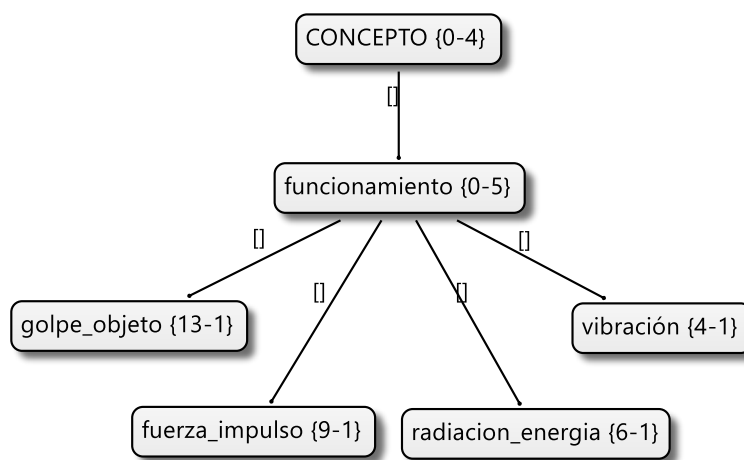 CONCEPTO {0-4}
[]
funcionamiento {0-5}
[]
[]
[]
[]
golpe_objeto {13-1}
vibración {4-1}
fuerza_impulso {9-1}
radiacion_energia {6-1}